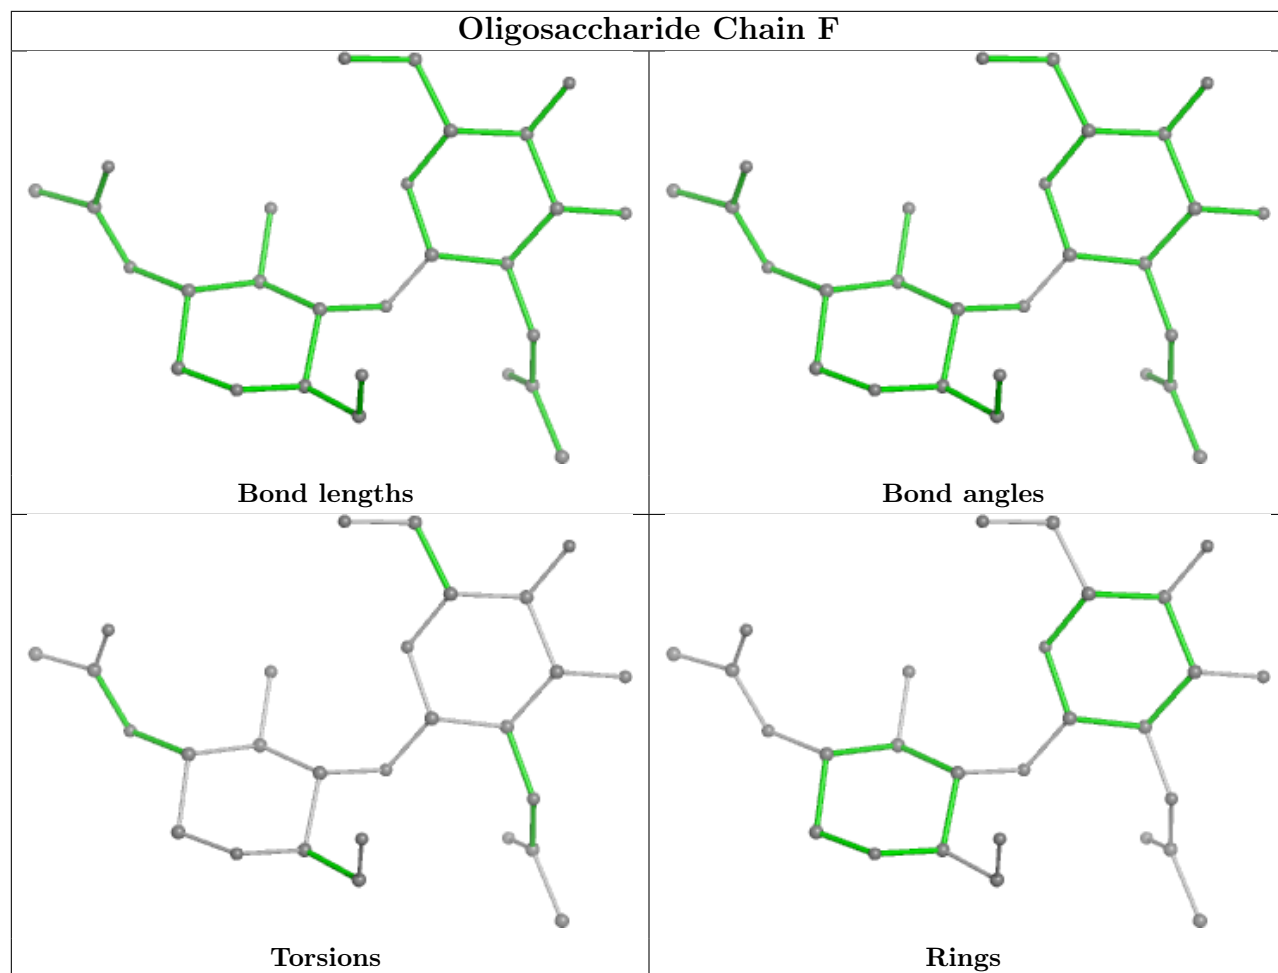 Oligosaccharide Chain F
Bond lengths
Bond angles
Torsions
Rings